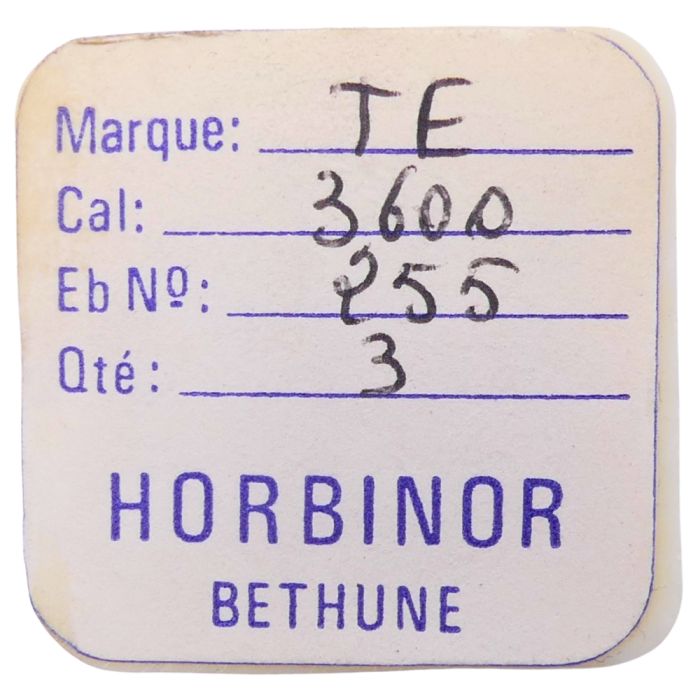 Marque: TE
Cal: 3600
Eb Nº: 255
Qté: 3
HORBINOR
BETHUNE